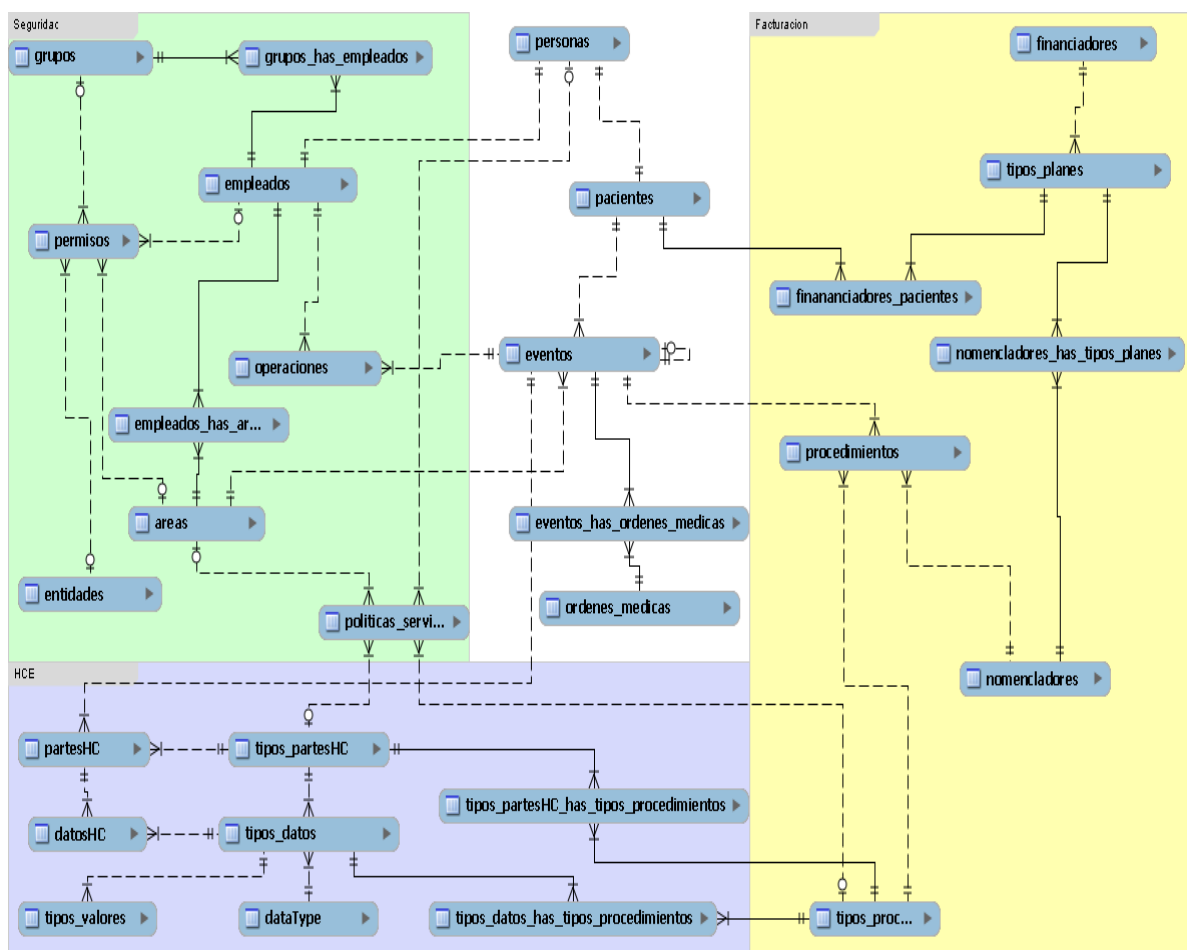 Seguridad
Facturacion
grupos
grupos_has_empleados
personas
financiadores
empleados
pacientes
tipos_planes
permisos
finananciadores_pacientes
operaciones
eventos
nomencladores_has_tipos_planes
empleados_has_ar...
procedimientos
areas
eventos_has_ordenes_medicas
entidades
ordenes_medicas
politicas_servi...
HCE
nomencladores
partesHC
tipos_partesHC
tipos_partesHC_has_tipos_procedimientos
datosHC
tipos_datos
tipos_valores
dataType
tipos_datos_has_tipos_procedimientos
tipos_proc...